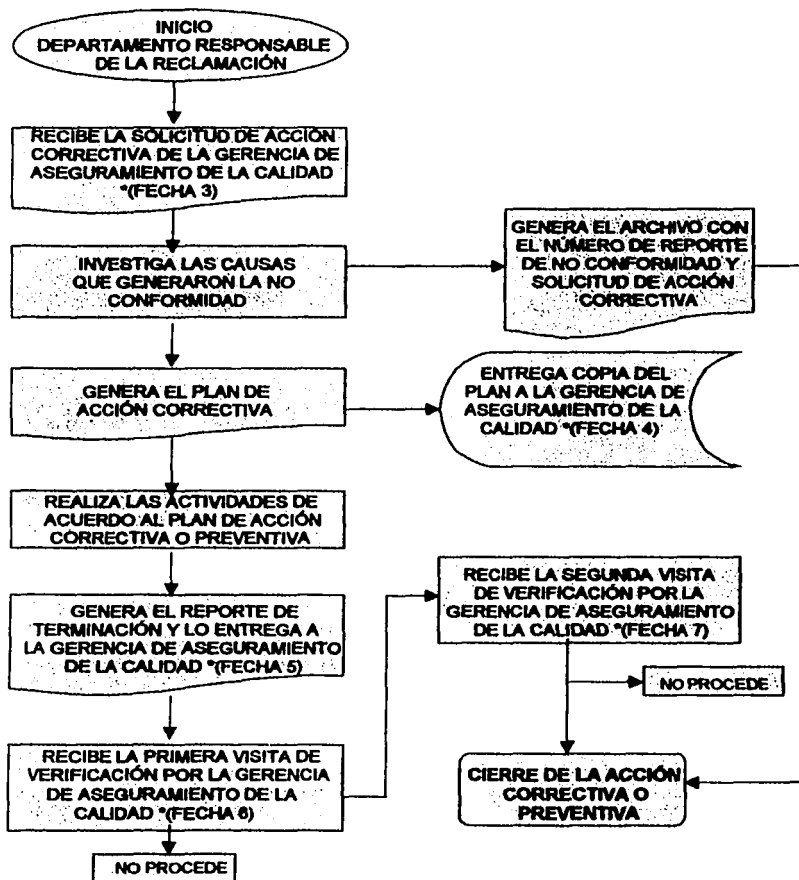 INICIO
DEPARTAMENTO RESPONSABLE
DE LA RECLAMACIÓN
RECIBE LA SOLICITUD DE ACCIÓN
CORRECTIVA DE LA GERENCIA DE
ASEGURAMIENTO DE LA CALIDAD
*(FECHA 3)
INVESTIGA LAS CAUSAS
QUE GENERARON LA NO
CONFORMIDAD
GENERA EL ARCHIVO CON
EL NÚMERO DE REPORTE
DE NO CONFORMIDAD Y
SOLICITUD DE ACCIÓN
CORRECTIVA
GENERA EL PLAN DE
ACCIÓN CORRECTIVA
ENTREGA COPIA DEL
PLAN A LA GERENCIA DE
ASEGURAMIENTO DE LA
CALIDAD *(FECHA 4)
REALIZA LAS ACTIVIDADES DE
ACUERDO AL PLAN DE ACCIÓN
CORRECTIVA O PREVENTIVA
GENERA EL REPORTE DE
TERMINACIÓN Y LO ENTREGA A
LA GERENCIA DE ASEGURAMIENTO
DE LA CALIDAD *(FECHA 5)
RECIBE LA PRIMERA VISITA DE
VERIFICACIÓN POR LA GERENCIA
DE ASEGURAMIENTO DE LA
CALIDAD *(FECHA 6)
NO PROCEDE
RECIBE LA SEGUNDA VISITA
DE VERIFICACIÓN POR LA
GERENCIA DE ASEGURAMIENTO
DE LA CALIDAD *(FECHA 7)
NO PROCEDE
CIERRE DE LA ACCIÓN
CORRECTIVA O
PREVENTIVA